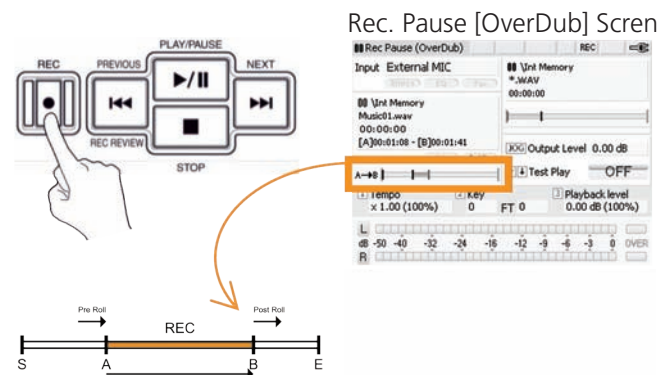 Rec. Pause [OverDub] Scren
REC
PREVIOUS
PLAY/PAUSE
NEXT
REC REVIEW
STOP
Rec Pause (OverDub)
REC
Input External MIC
\Int Memory
*.WAV
00:00:00
\Int Memory
Music01.wav
00:00:00
[A]00:01:08 - [B]00:01:41
JOG Output Level 0.00 dB
Test Play OFF
A→B
1 Tempo
2 Key
3 Playback level
x 1.00 (100%) 0 FT 0 0.00 dB (100%)
L
dB -50 -40 -32 -24 -16 -12 -9 -6 -3 0 OVER
R
Pre Roll
Post Roll
REC
S A B E